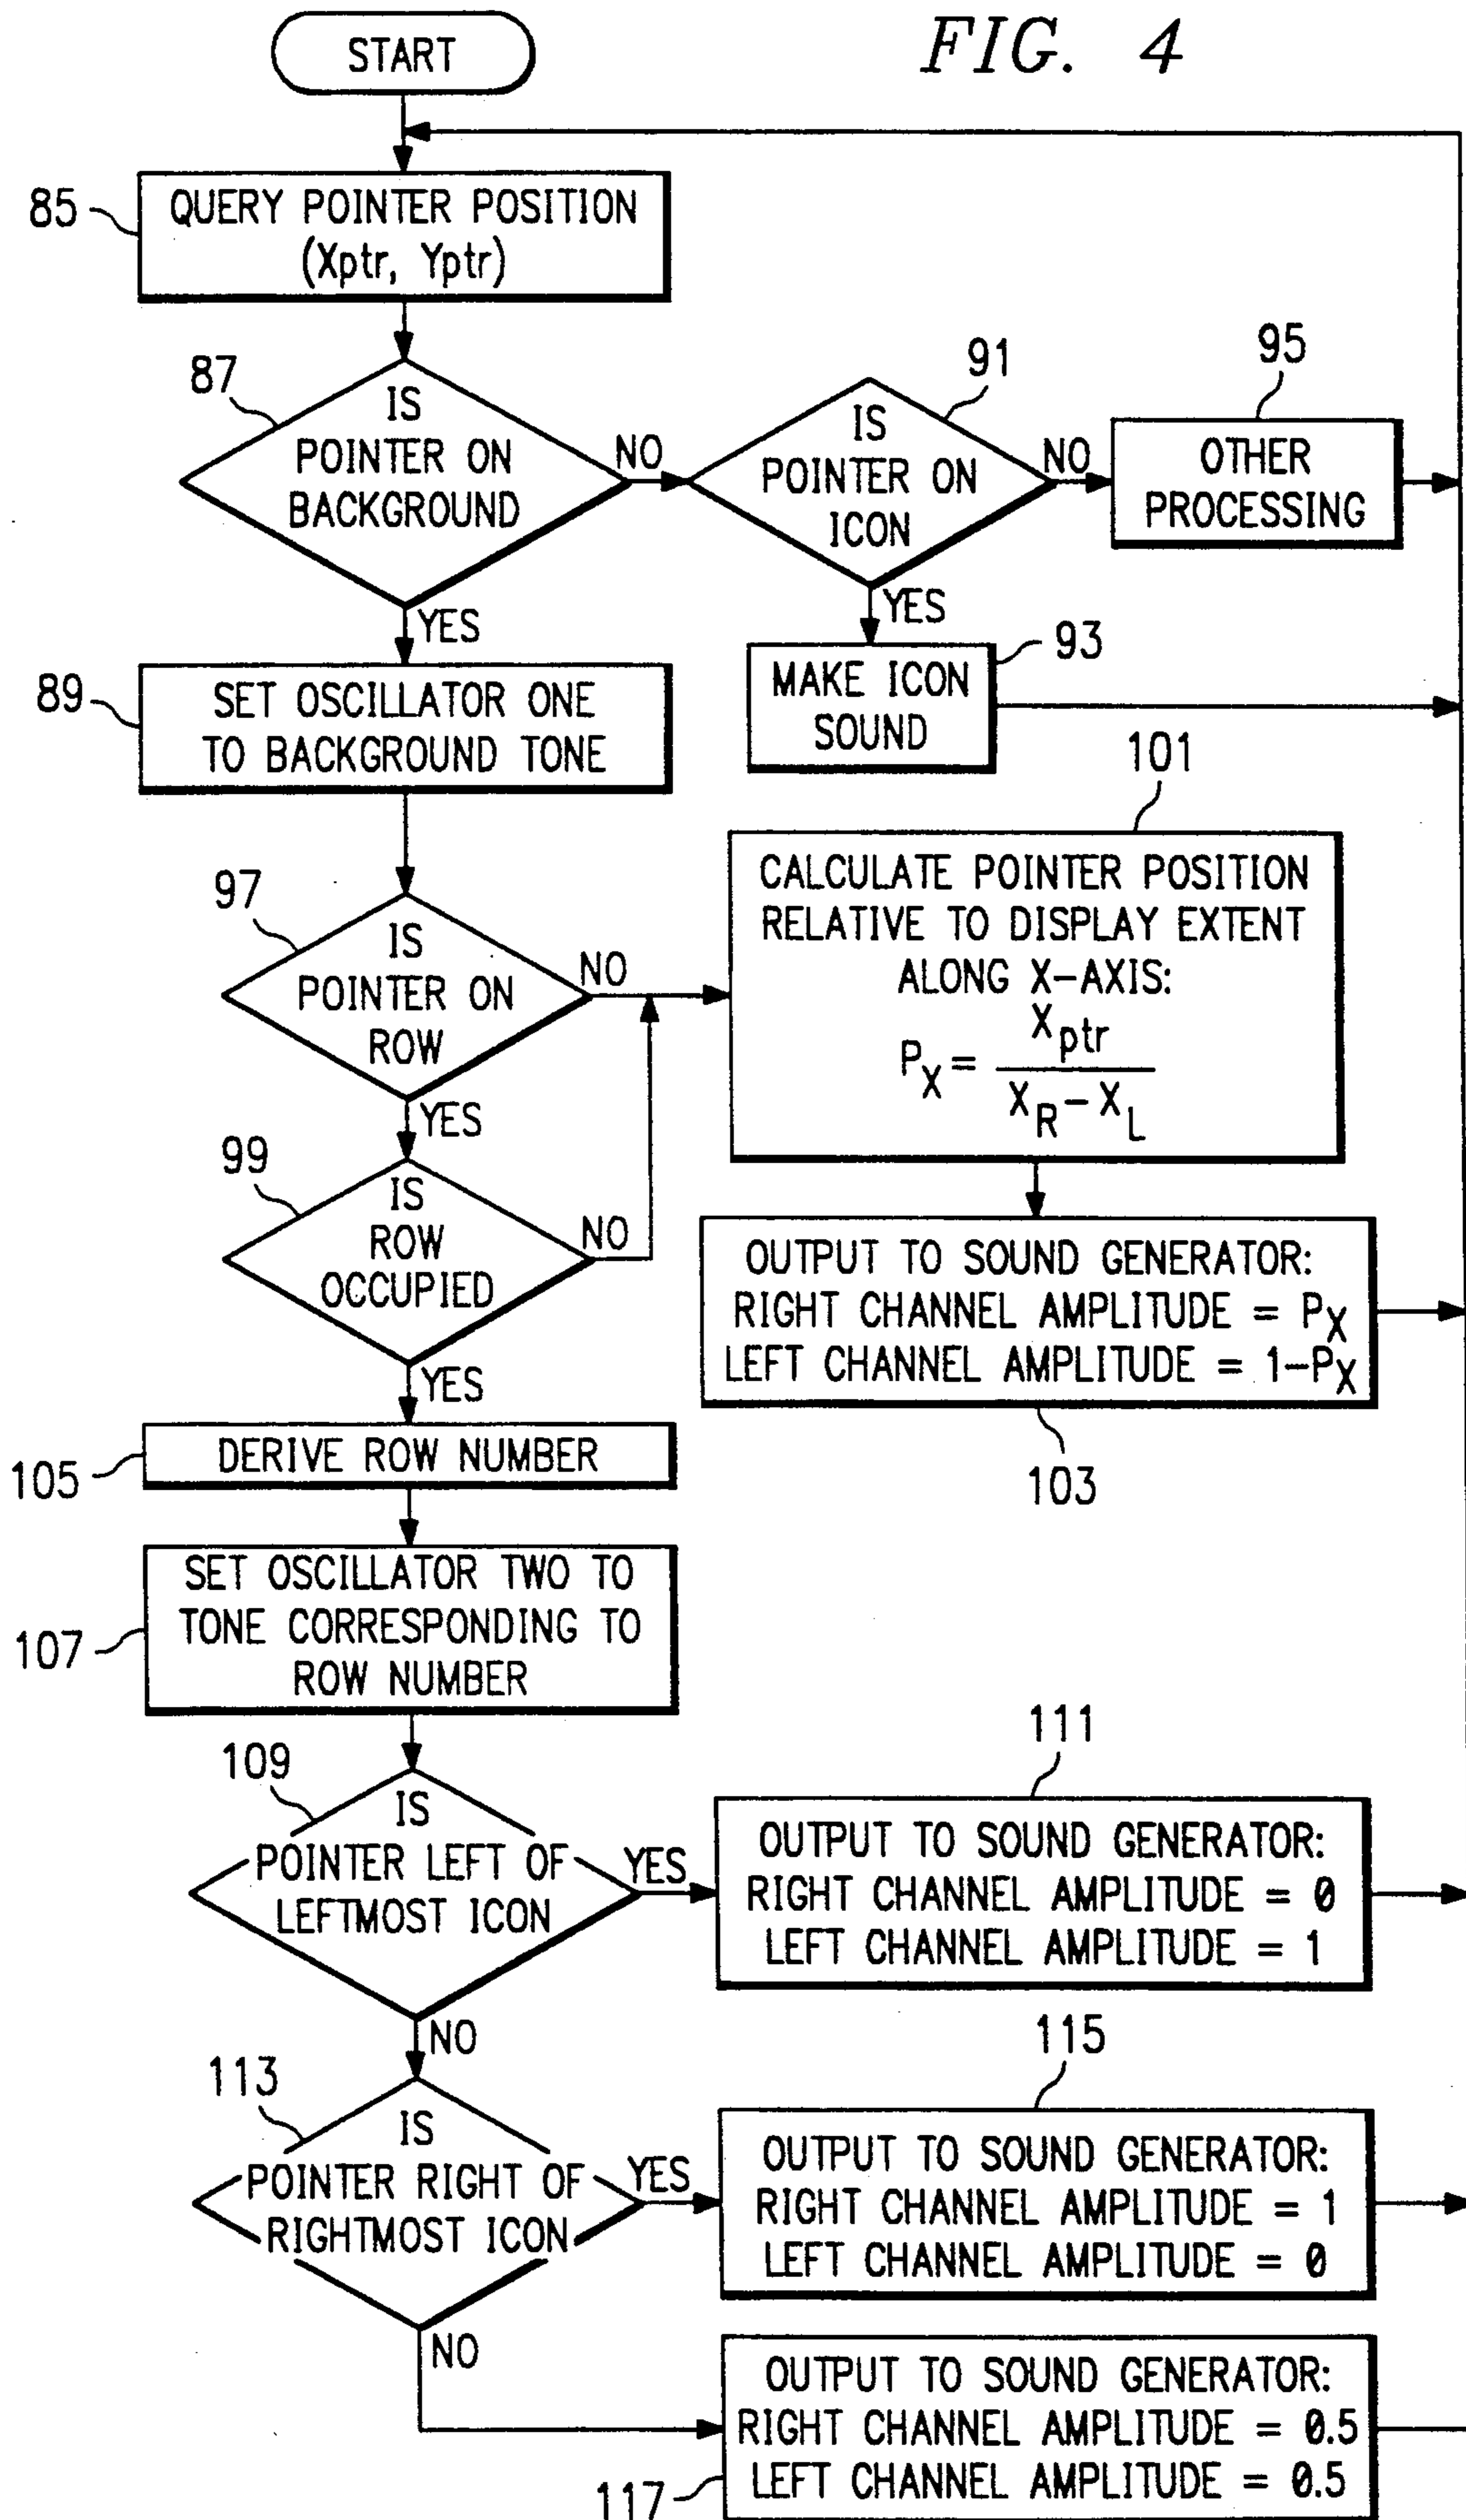 FIG. 4
START
85
QUERY POINTER POSITION
(Xptr, Yptr)
87
IS
POINTER ON
BACKGROUND
NO
YES
91
IS
POINTER ON
ICON
NO
YES
95
OTHER
PROCESSING
93
MAKE ICON
SOUND
89
SET OSCILLATOR ONE
TO BACKGROUND TONE
97
IS
POINTER ON
ROW
NO
YES
101
CALCULATE POINTER POSITION
RELATIVE TO DISPLAY EXTENT
ALONG X-AXIS:
P_X = X_ptr / (X_R - X_L)
99
IS
ROW
OCCUPIED
NO
YES
OUTPUT TO SOUND GENERATOR:
RIGHT CHANNEL AMPLITUDE = P_X
LEFT CHANNEL AMPLITUDE = 1-P_X
103
105
DERIVE ROW NUMBER
107
SET OSCILLATOR TWO TO
TONE CORRESPONDING TO
ROW NUMBER
109
IS
POINTER LEFT OF
LEFTMOST ICON
YES
NO
111
OUTPUT TO SOUND GENERATOR:
RIGHT CHANNEL AMPLITUDE = 0
LEFT CHANNEL AMPLITUDE = 1
113
IS
POINTER RIGHT OF
RIGHTMOST ICON
YES
NO
115
OUTPUT TO SOUND GENERATOR:
RIGHT CHANNEL AMPLITUDE = 1
LEFT CHANNEL AMPLITUDE = 0
OUTPUT TO SOUND GENERATOR:
RIGHT CHANNEL AMPLITUDE = 0.5
LEFT CHANNEL AMPLITUDE = 0.5
117